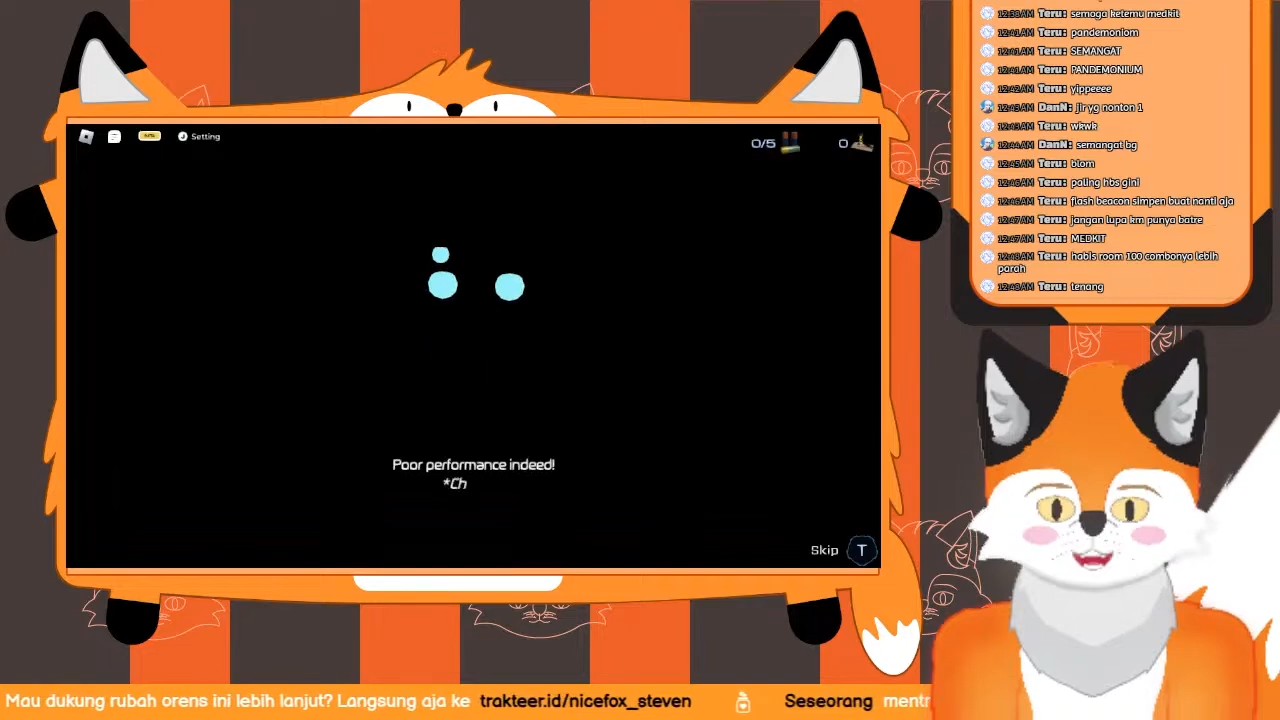 Setting
0/5
0
Poor performance indeed!
*Ch
Skip T
12:38AM Teru: semoga ketemu medkit
12:41AM Teru: pandemoniom
12:41AM Teru: SEMANGAT
12:41AM Teru: PANDEMONIUM
12:42AM Teru: yippeeee
12:43AM DanN: jir yg nonton 1
12:43AM Teru: wkwk
12:44AM DanN: semangat bg
12:45AM Teru: blom
12:46AM Teru: paling hbs gini
12:46AM Teru: flash beacon simpen buat nanti aja
12:47AM Teru: jangan lupa km punya batre
12:47AM Teru: MEDKIT
12:48AM Teru: habis room 100 combonya lebih
parah
12:48AM Teru: tenang
Mau dukung rubah orens ini lebih lanjut? Langsung aja ke trakteer.id/nicefox_steven Seseorang mentr